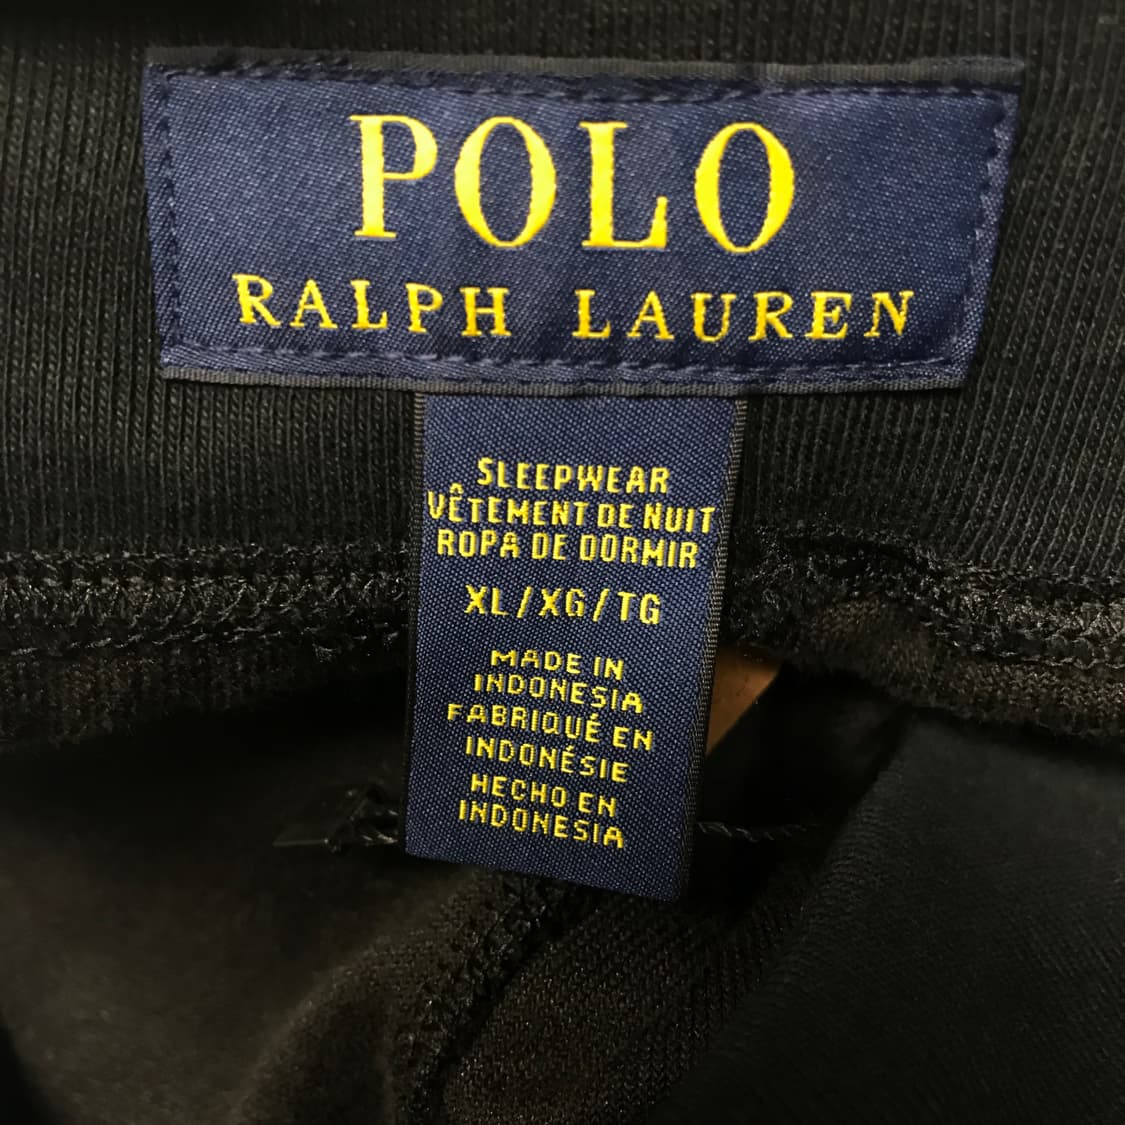 POLO
RALPH LAUREN
SLEEPWEAR
VÊTEMENT DE NUIT
ROPA DE DORMIR
XL/XG/TG
MADE IN
INDONESIA
FABRIQUÉ EN
INDONÉSIE
HECHO EN
INDONESIA